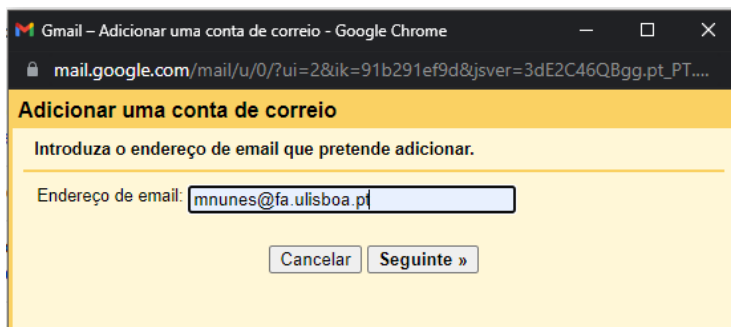 Gmail – Adicionar uma conta de correio - Google Chrome
mail.google.com/mail/u/0/?ui=2&ik=91b291ef9d&jsver=3dE2C46QBgg.pt_PT....
Adicionar uma conta de correio
Introduza o endereço de email que pretende adicionar.
Endereço de email: mnunes@fa.ulisboa.pt
Cancelar Seguinte »